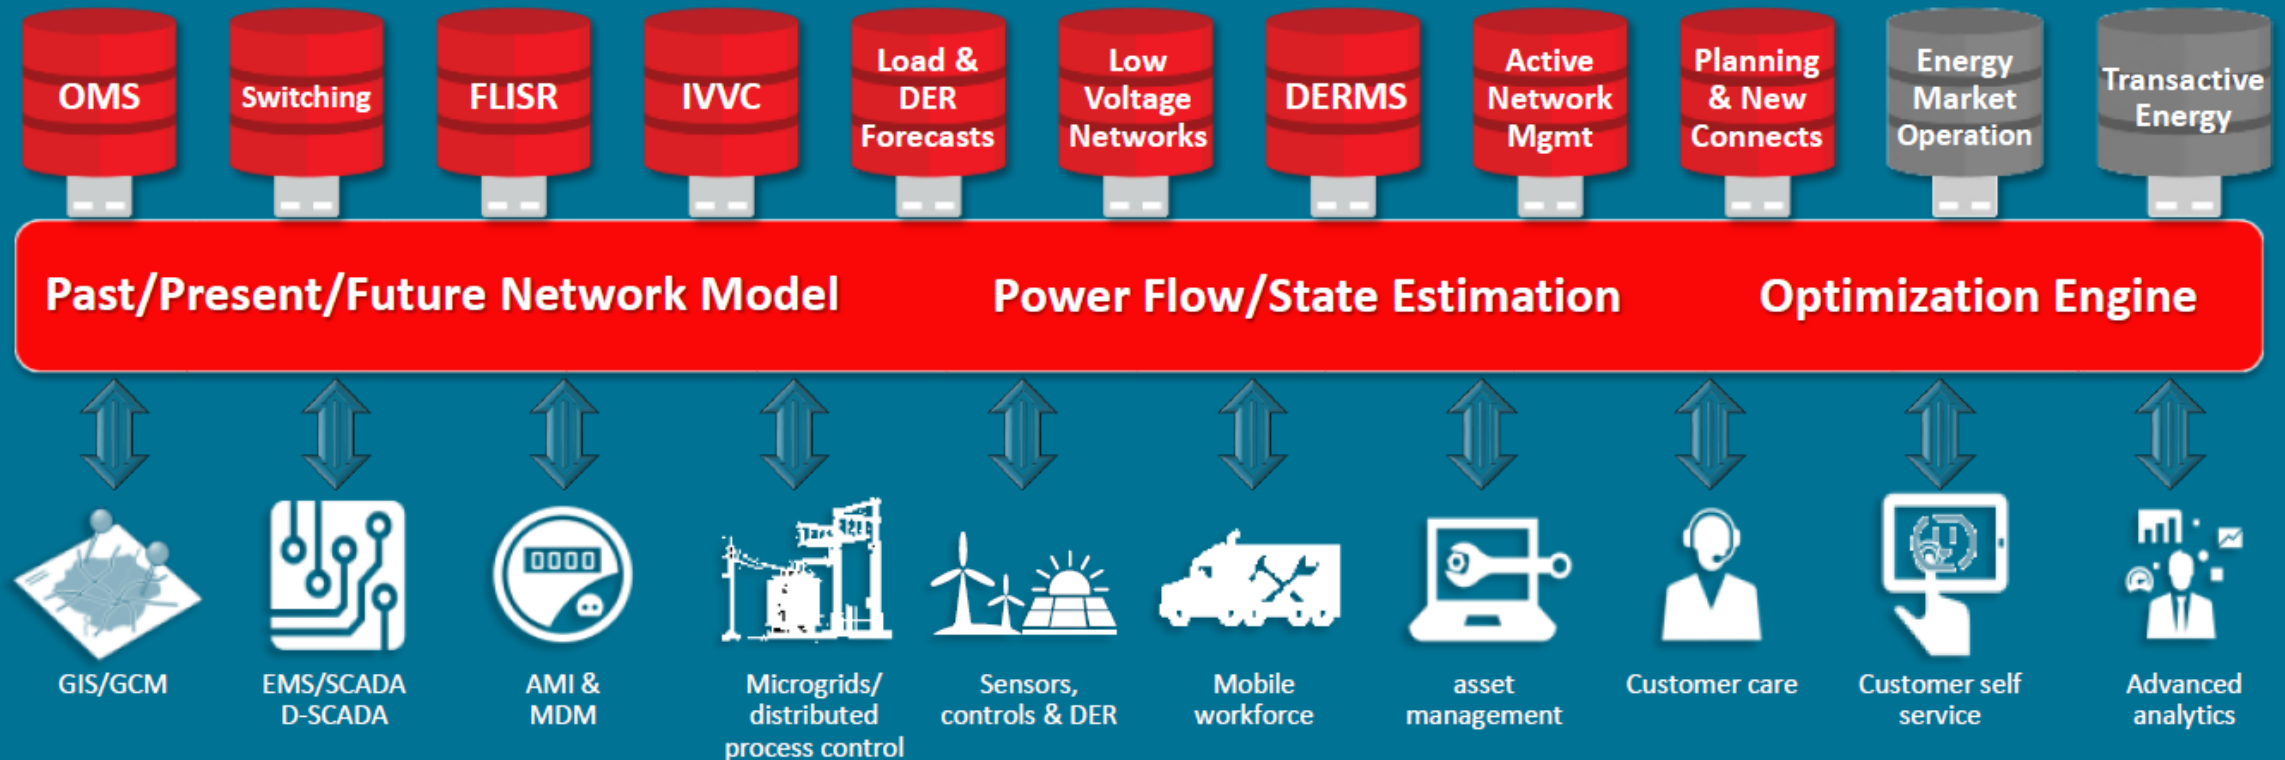 OMS
Switching
FLISR
IVVC
Load &
DER
Forecasts
Low
Voltage
Networks
DERMS
Active
Network
Mgmt
Planning
& New
Connects
Energy
Market
Operation
Transactive
Energy
Past/Present/Future Network Model
Power Flow/State Estimation
Optimization Engine
0000
GIS/GCM
EMS/SCADA
D-SCADA
AMI &
MDM
Microgrids/
distributed
process control
Sensors,
controls & DER
Mobile
workforce
asset
management
Customer care
Customer self
service
Advanced
analytics